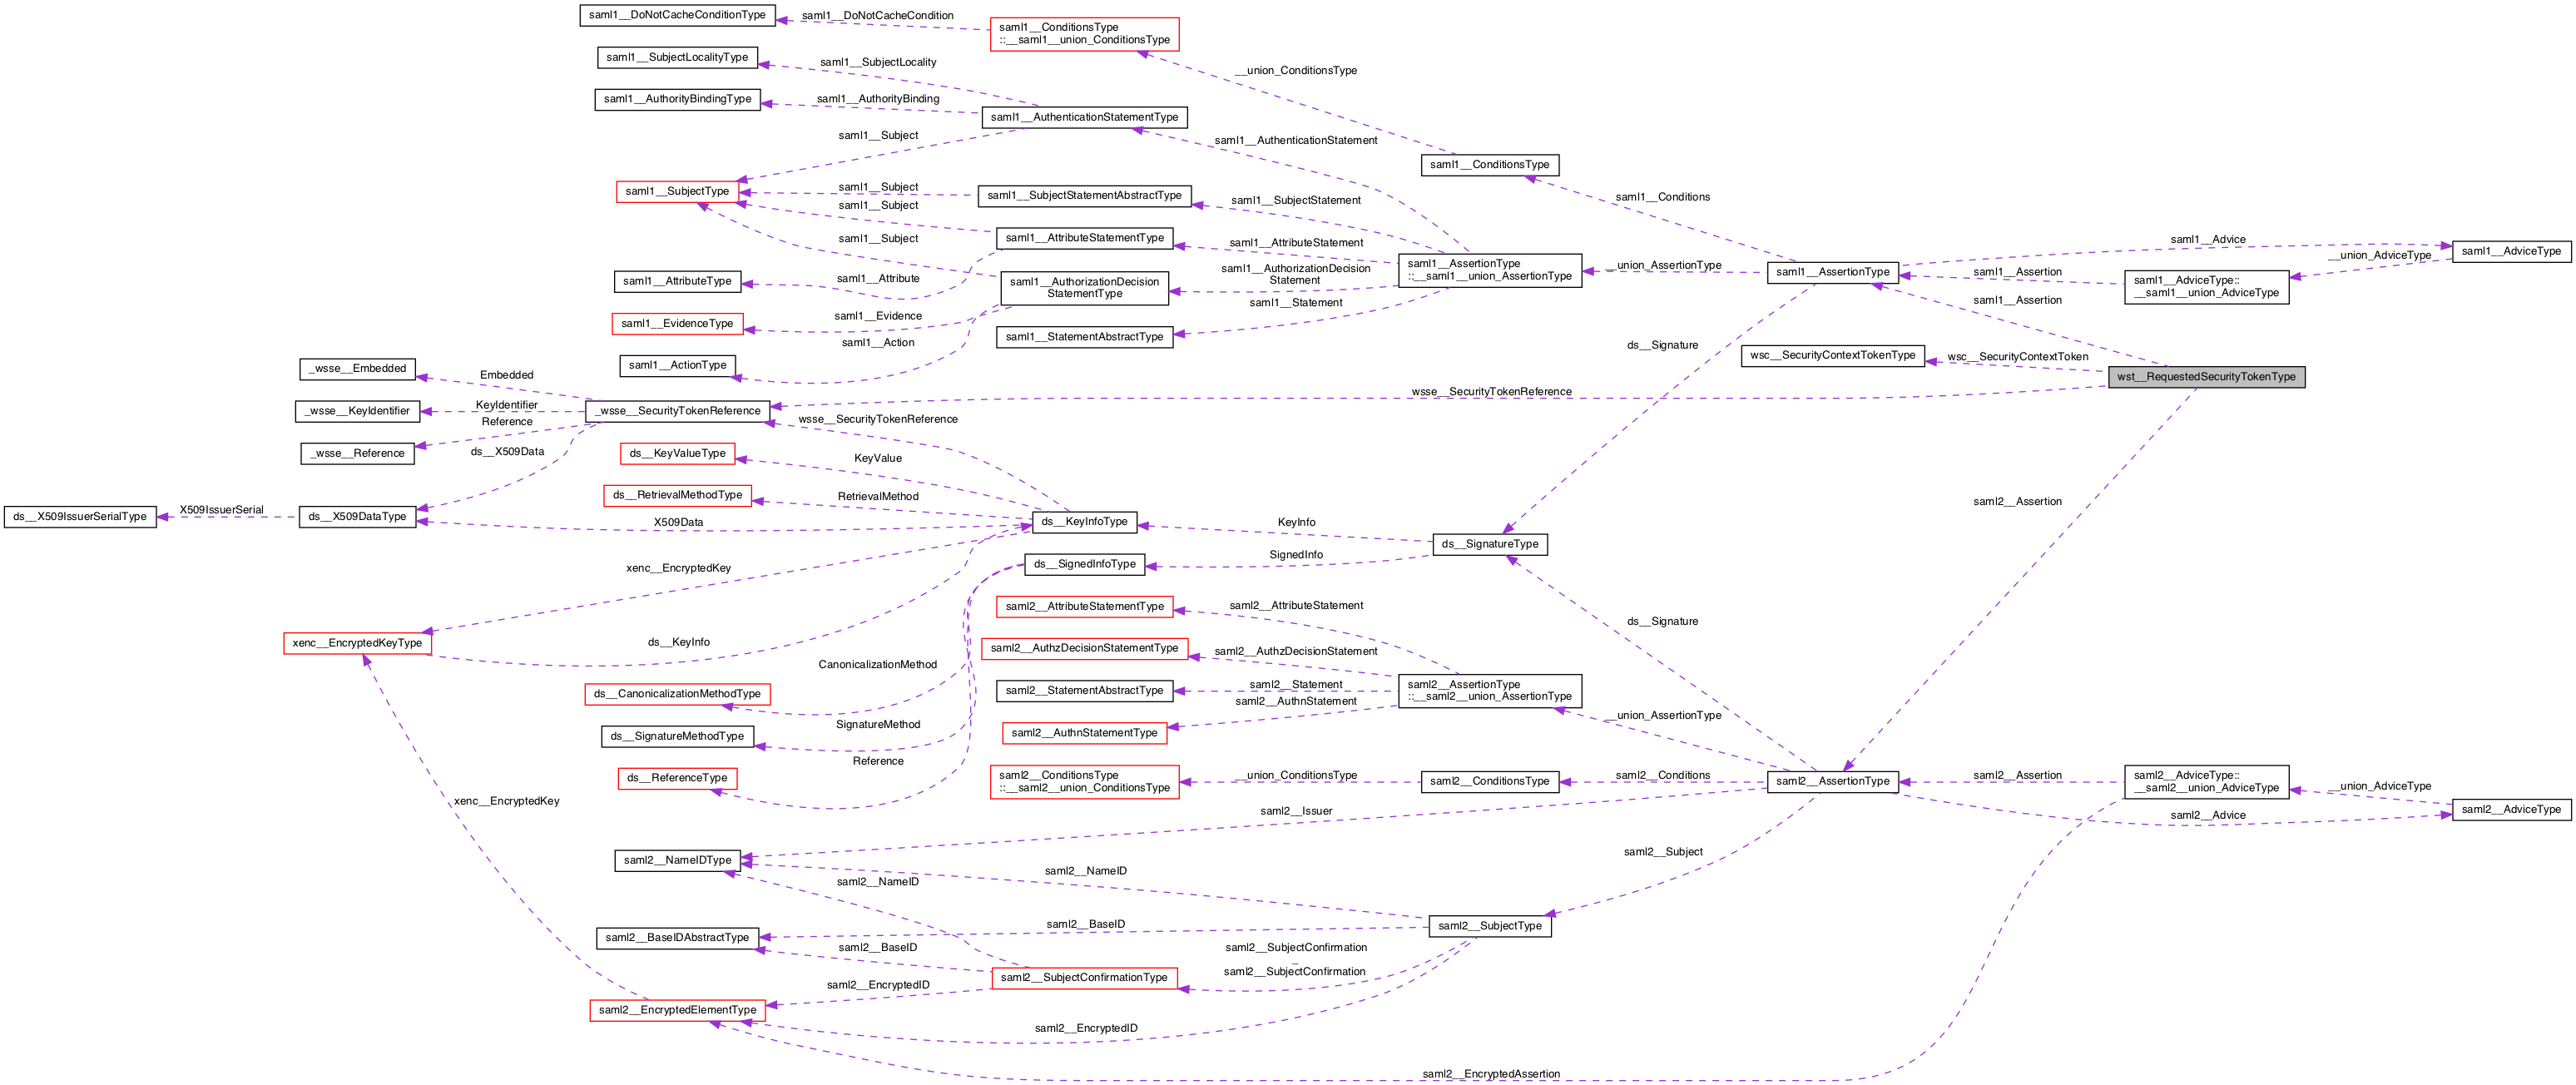 saml1__DoNotCacheConditionType
saml1__DoNotCacheCondition
saml1__ConditionsType
::__saml1__union_ConditionsType
saml1__SubjectLocalityType
saml1__SubjectLocality
__union_ConditionsType
saml1__AuthorityBindingType
saml1__AuthorityBinding
saml1__AuthenticationStatementType
saml1__Subject
saml1__AuthenticationStatement
saml1__ConditionsType
saml1__SubjectType
saml1__Subject
saml1__SubjectStatementAbstractType
saml1__SubjectStatement
saml1__Conditions
saml1__Subject
saml1__Subject
saml1__AttributeStatementType
saml1__AttributeStatement
saml1__Advice
saml1__AdviceType
__union_AdviceType
saml1__AttributeType
saml1__Attribute
saml1__AuthorizationDecision
StatementType
saml1__AuthorizationDecision
Statement
saml1__AssertionType
::__saml1__union_AssertionType
__union_AssertionType
saml1__AssertionType
saml1__Assertion
saml1__AdviceType::
__saml1__union_AdviceType
saml1__EvidenceType
saml1__Evidence
saml1__Statement
saml1__Assertion
saml1__StatementAbstractType
saml1__Action
saml1__ActionType
ds__Signature
wsc__SecurityContextTokenType
wsc__SecurityContextToken
wst__RequestedSecurityTokenType
_wsse__Embedded
Embedded
wsse__SecurityTokenReference
_wsse__KeyIdentifier
KeyIdentifier
_wsse__SecurityTokenReference
wsse__SecurityTokenReference
Reference
_wsse__Reference
ds__X509Data
ds__KeyValueType
KeyValue
ds__RetrievalMethodType
RetrievalMethod
saml2__Assertion
ds__X509IssuerSerialType
X509IssuerSerial
ds__X509DataType
X509Data
ds__KeyInfoType
KeyInfo
ds__SignatureType
SignedInfo
ds__SignedInfoType
xenc__EncryptedKey
saml2__AttributeStatementType
saml2__AttributeStatement
ds__Signature
xenc__EncryptedKeyType
ds__KeyInfo
saml2__AuthzDecisionStatementType
saml2__AuthzDecisionStatement
CanonicalizationMethod
ds__CanonicalizationMethodType
saml2__StatementAbstractType
saml2__Statement
saml2__AssertionType
::__saml2__union_AssertionType
saml2__AuthnStatement
__union_AssertionType
SignatureMethod
ds__SignatureMethodType
saml2__AuthnStatementType
Reference
ds__ReferenceType
saml2__ConditionsType
::__saml2__union_ConditionsType
__union_ConditionsType
saml2__ConditionsType
saml2__Conditions
saml2__AssertionType
saml2__Assertion
saml2__AdviceType::
__saml2__union_AdviceType
__union_AdviceType
saml2__AdviceType
saml2__Advice
xenc__EncryptedKey
saml2__Issuer
saml2__NameIDType
saml2__Subject
saml2__NameID
saml2__NameID
saml2__BaseIDAbstractType
saml2__BaseID
saml2__SubjectType
saml2__BaseID
saml2__SubjectConfirmation
_
saml2__SubjectConfirmation
saml2__SubjectConfirmationType
saml2__EncryptedID
saml2__EncryptedElementType
saml2__EncryptedID
saml2__EncryptedAssertion